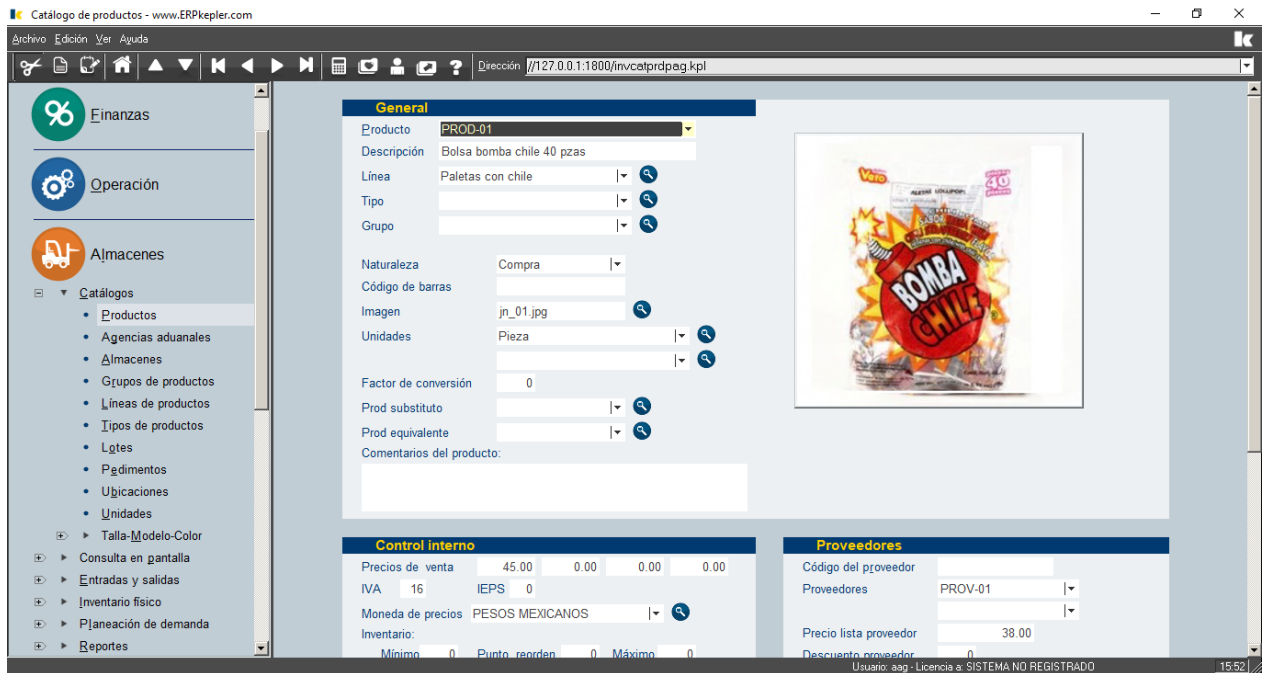 Catálogo de productos - www.ERPkepler.com
Archivo Edición Ver Ayuda
Dirección //127.0.0.1:1800/invcatprdpag.kpl
Finanzas
Operación
Almacenes
Catálogos
Productos
Agencias aduanales
Almacenes
Grupos de productos
Líneas de productos
Tipos de productos
Lotes
Pedimentos
Ubicaciones
Unidades
Talla-Modelo-Color
Consulta en pantalla
Entradas y salidas
Inventario físico
Planeación de demanda
Reportes
General
Producto PROD-01
Descripción Bolsa bomba chile 40 pzas
Línea Paletas con chile
Tipo
Grupo
Naturaleza Compra
Código de barras
Imagen jn_01.jpg
Unidades Pieza
Factor de conversión 0
Prod substituto
Prod equivalente
Comentarios del producto:
Vero
40
BOMBA
CHILE
Control interno
Precios de venta 45.00 0.00 0.00 0.00
IVA 16 IEPS 0
Moneda de precios PESOS MEXICANOS
Inventario:
Mínimo 0 Punto reorden 0 Máximo 0
Proveedores
Código del proveedor
Proveedores PROV-01
Precio lista proveedor 38.00
Descuento proveedor 0
Usuario: aag - Licencia a: SISTEMA NO REGISTRADO 15:52